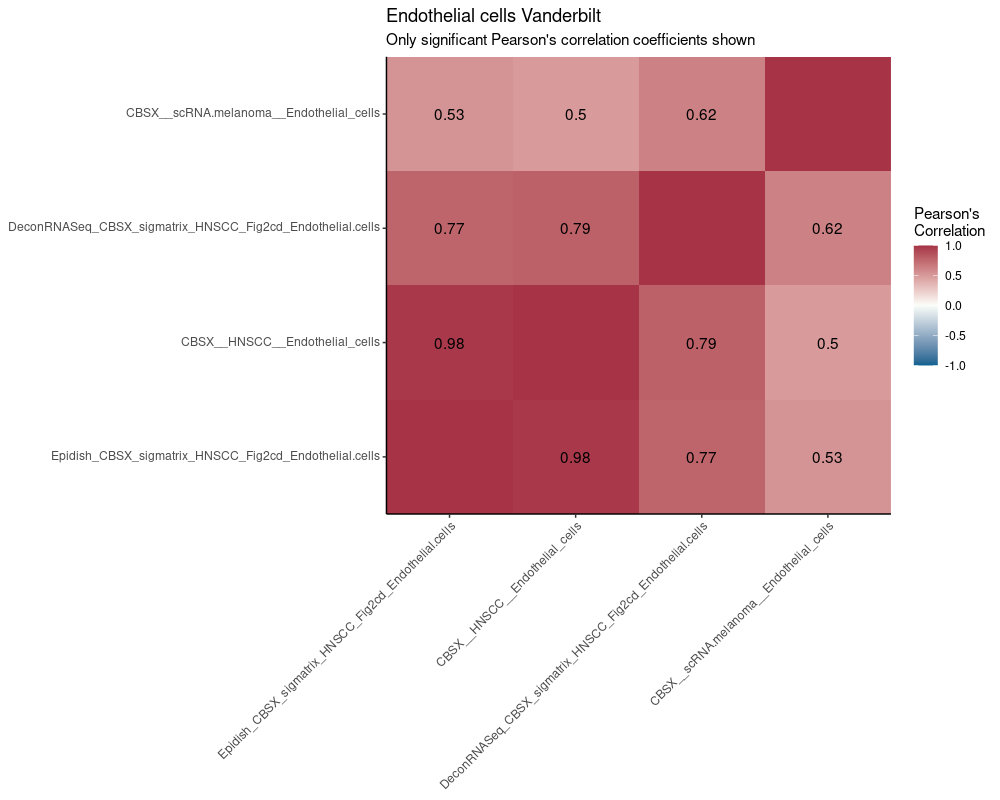 Endothelial cells Vanderbilt
Only significant Pearson's correlation coefficients shown
CBSX__scRNA.melanoma__Endothelial_cells
0.53 0.5 0.62
DeconRNASeq_CBSX_sigmatrix_HNSCC_Fig2cd_Endothelial.cells
0.77 0.79 0.62
CBSX__HNSCC__Endothelial_cells
0.98 0.79 0.5
Epidish_CBSX_sigmatrix_HNSCC_Fig2cd_Endothelial.cells
0.98 0.77 0.53
Epidish_CBSX_sigmatrix_HNSCC_Fig2cd_Endothelial.cells
CBSX__HNSCC__Endothelial_cells
DeconRNASeq_CBSX_sigmatrix_HNSCC_Fig2cd_Endothelial.cells
CBSX__scRNA.melanoma__Endothelial_cells
Pearson's
Correlation
1.0
0.5
0.0
-0.5
-1.0